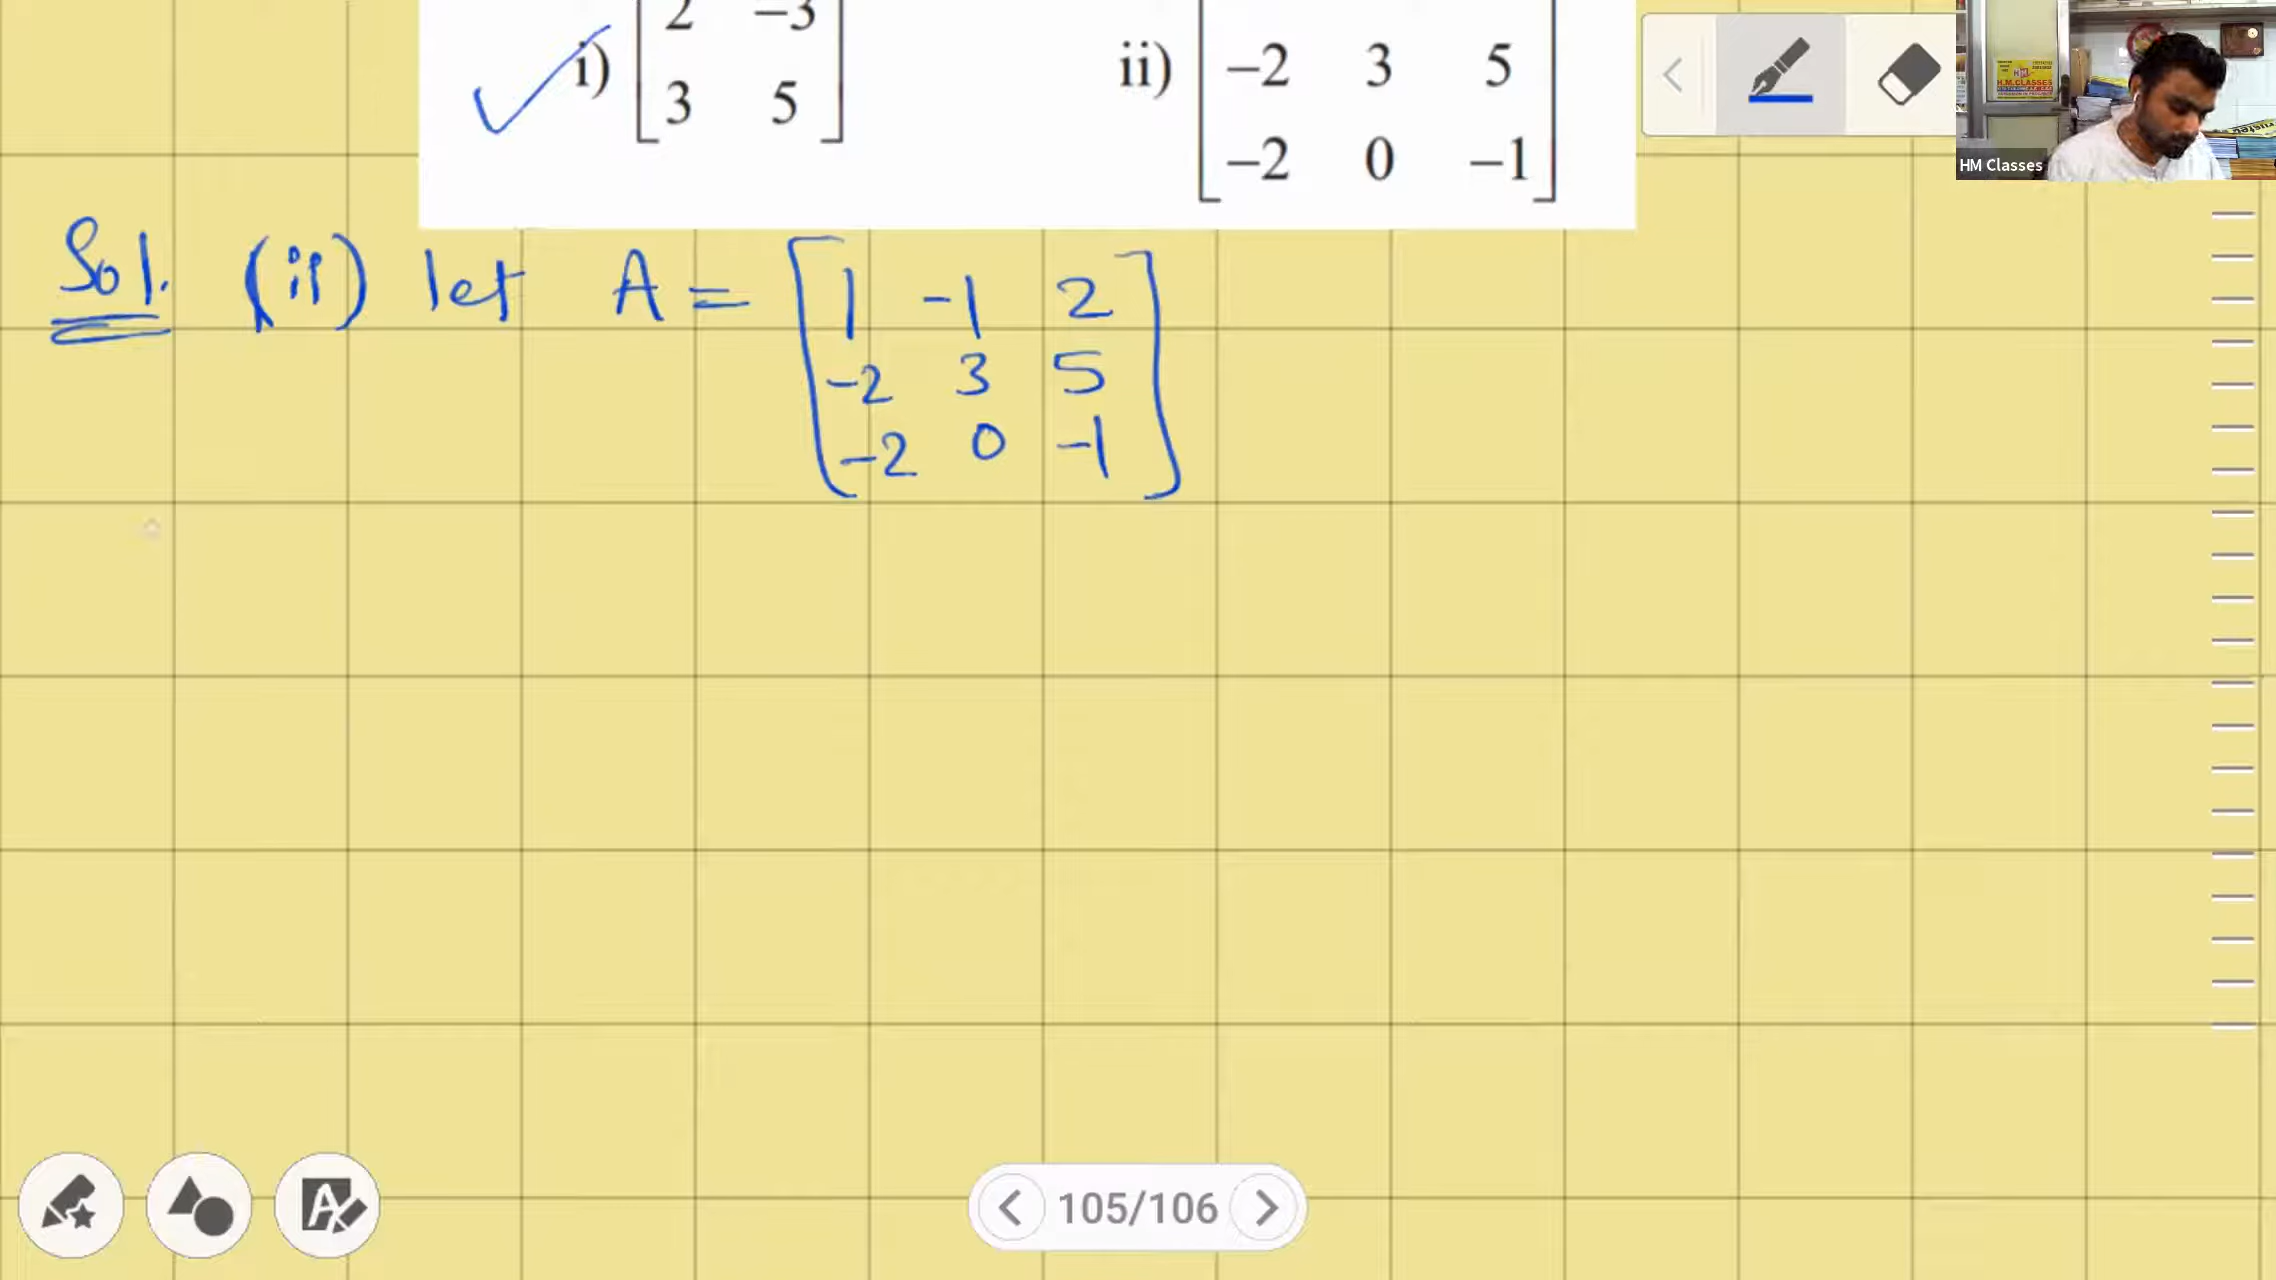 i) [2 −3
3 5]
ii) [−2 3 5
−2 0 −1]
HM Classes
H.M.CLASSES
Sol. (ii) let A = [1 -1 2
-2 3 5
-2 0 -1]
105/106